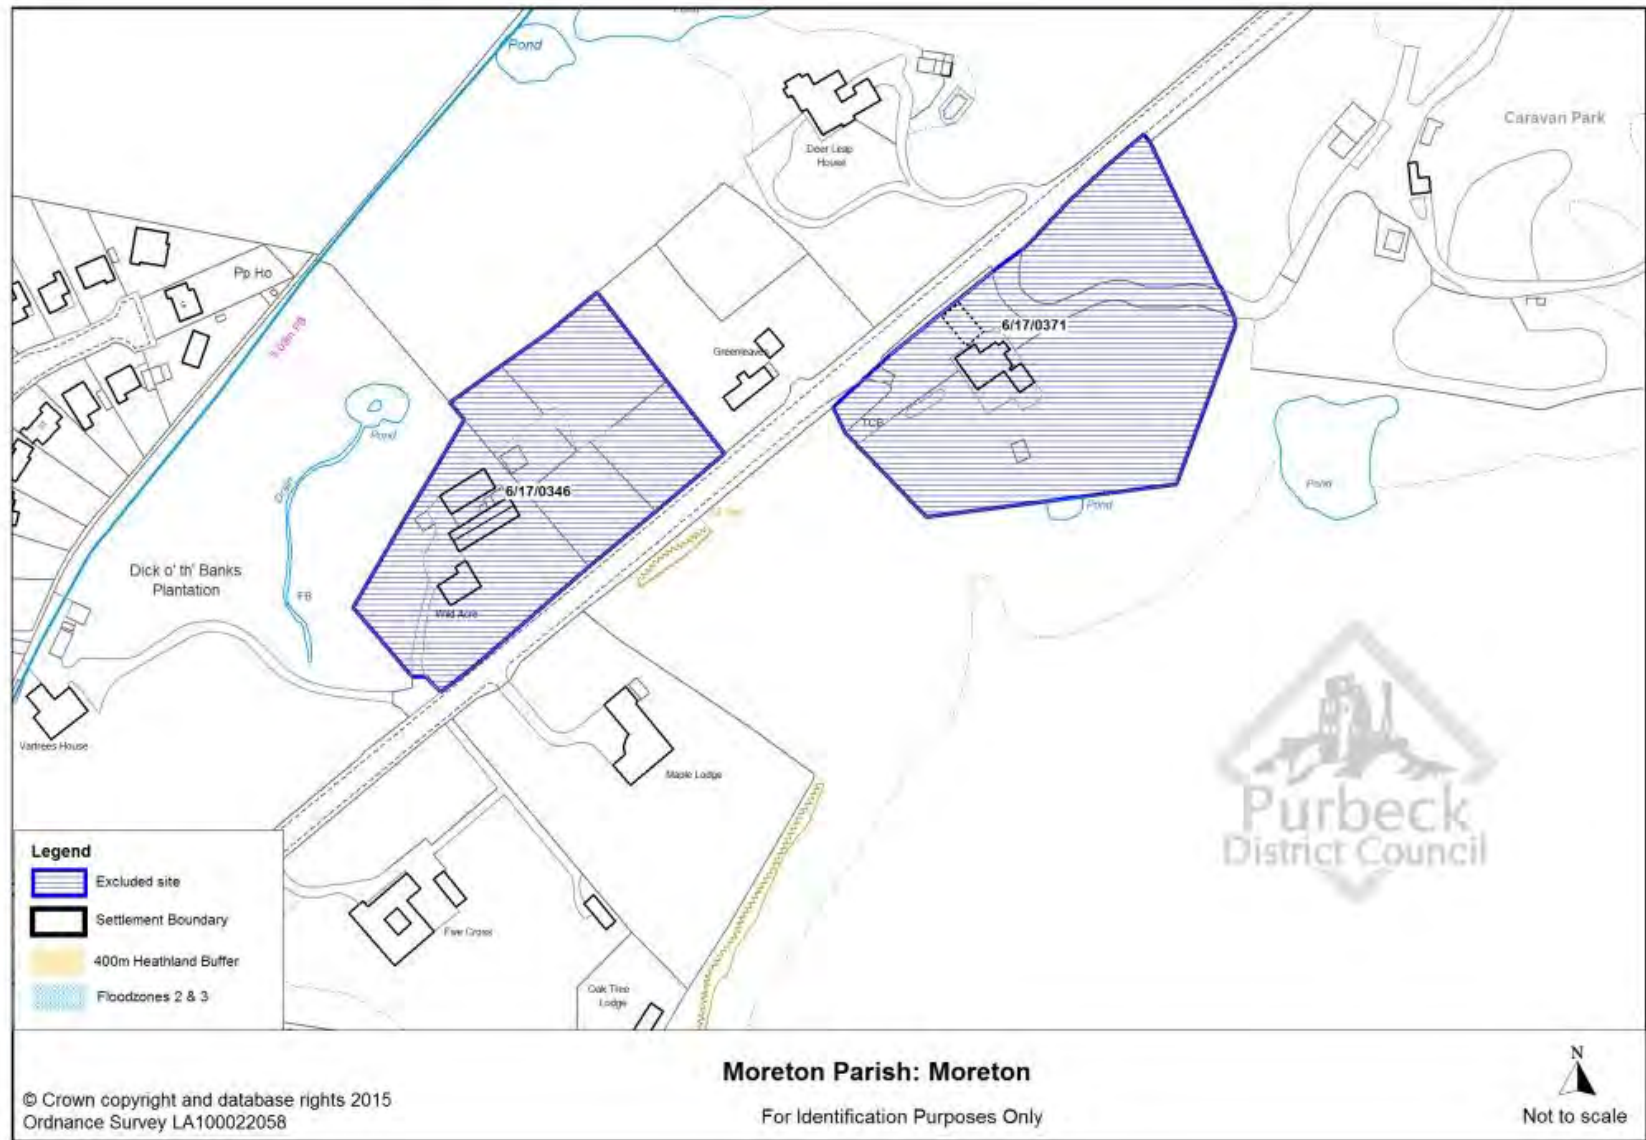 Pond
Deer Leap
House
Caravan Park
Pp Ho
Greenleaves
6/17/0371
TCB
Pond
Drain
Pond
Pond
6/17/0346
Dick o' th' Banks
Plantation
FB
Wild Acre
Vartrees House
Maple Lodge
Purbeck
District Council
Legend
Excluded site
Settlement Boundary
400m Heathland Buffer
Floodzones 2 & 3
Five Cross
Oak Tree
Lodge
Moreton Parish: Moreton
For Identification Purposes Only
© Crown copyright and database rights 2015
Ordnance Survey LA100022058
N
Not to scale